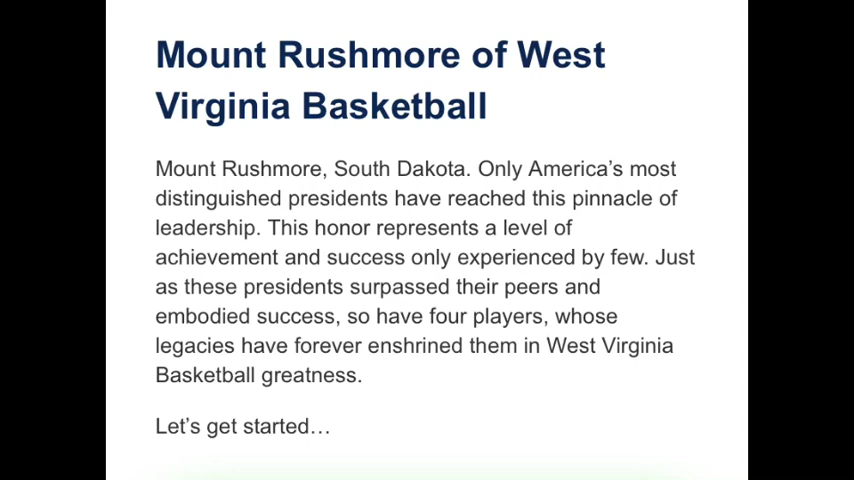 Mount Rushmore of West
Virginia Basketball
Mount Rushmore, South Dakota. Only America’s most
distinguished presidents have reached this pinnacle of
leadership. This honor represents a level of
achievement and success only experienced by few. Just
as these presidents surpassed their peers and
embodied success, so have four players, whose
legacies have forever enshrined them in West Virginia
Basketball greatness.
Let’s get started…